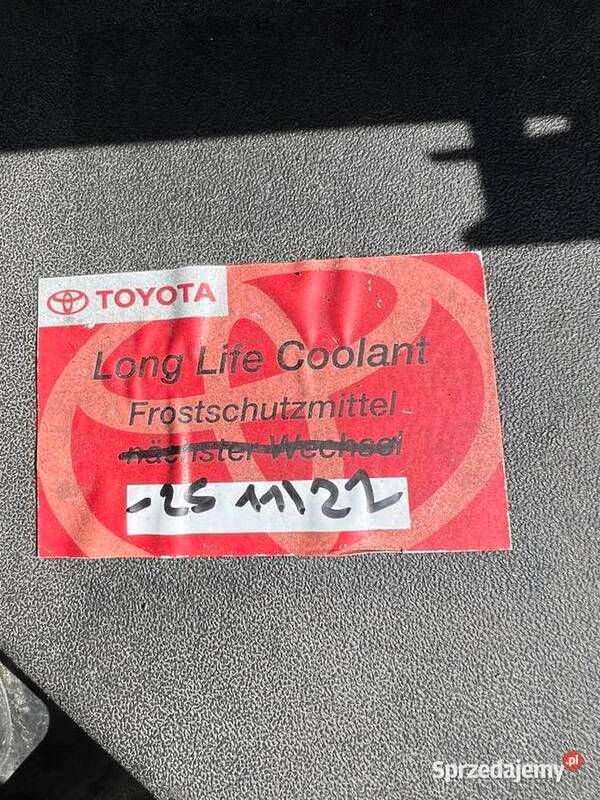 TOYOTA
Long Life Coolant
Frostschutzmittel
nächster Wechsel
-25 11/22
Sprzedajemy.pl